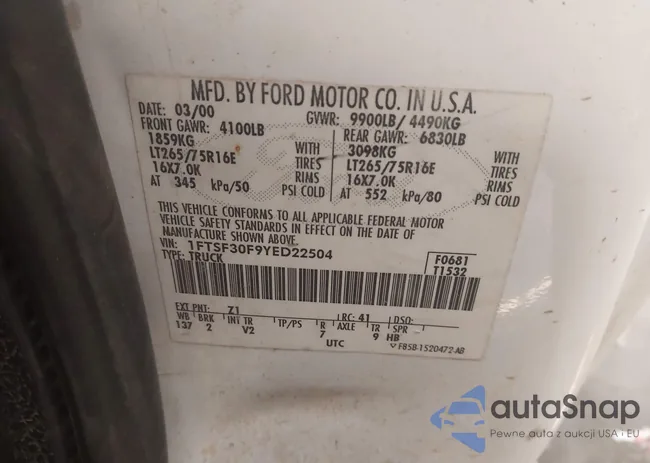 MFD. BY FORD MOTOR CO. IN U.S.A.
DATE: 03/00 GVWR: 9900LB/ 4490KG
FRONT GAWR: 4100LB REAR GAWR: 6830LB
1859KG WITH 3098KG WITH
LT265/75R16E TIRES LT265/75R16E TIRES
16X7.0K RIMS 16X7.0K RIMS
AT 345 kPa/50 PSI COLD AT 552 kPa/80 PSI COLD
THIS VEHICLE CONFORMS TO ALL APPLICABLE FEDERAL MOTOR
VEHICLE SAFETY STANDARDS IN EFFECT ON THE DATE OF
MANUFACTURE SHOWN ABOVE.
VIN: 1FTSF30F9YED22504 F0681
TYPE: TRUCK T1532
EXT PNT: Z1 RC: 41 DSO:
WB BRK INT TR TP/PS R AXLE TR SPR
137 2 V2 7 9 HB
UTC F85B-1520472-AB
autoSnap
Pewne auta z aukcji USA i EU